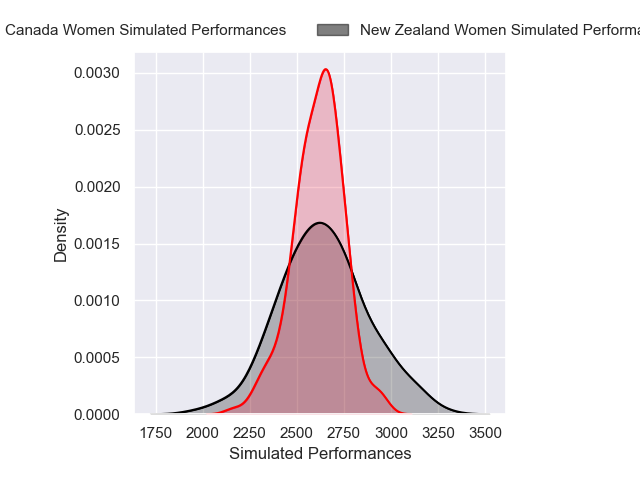 Canada Women Simulated Performances New Zealand Women Simulated
0.0030
0.0025
0.0020
0.0015
0.0010
0.0005
0.0000
Density
1750 2000 2250 2500 2750 3000 3250 3500
Simulated Performances